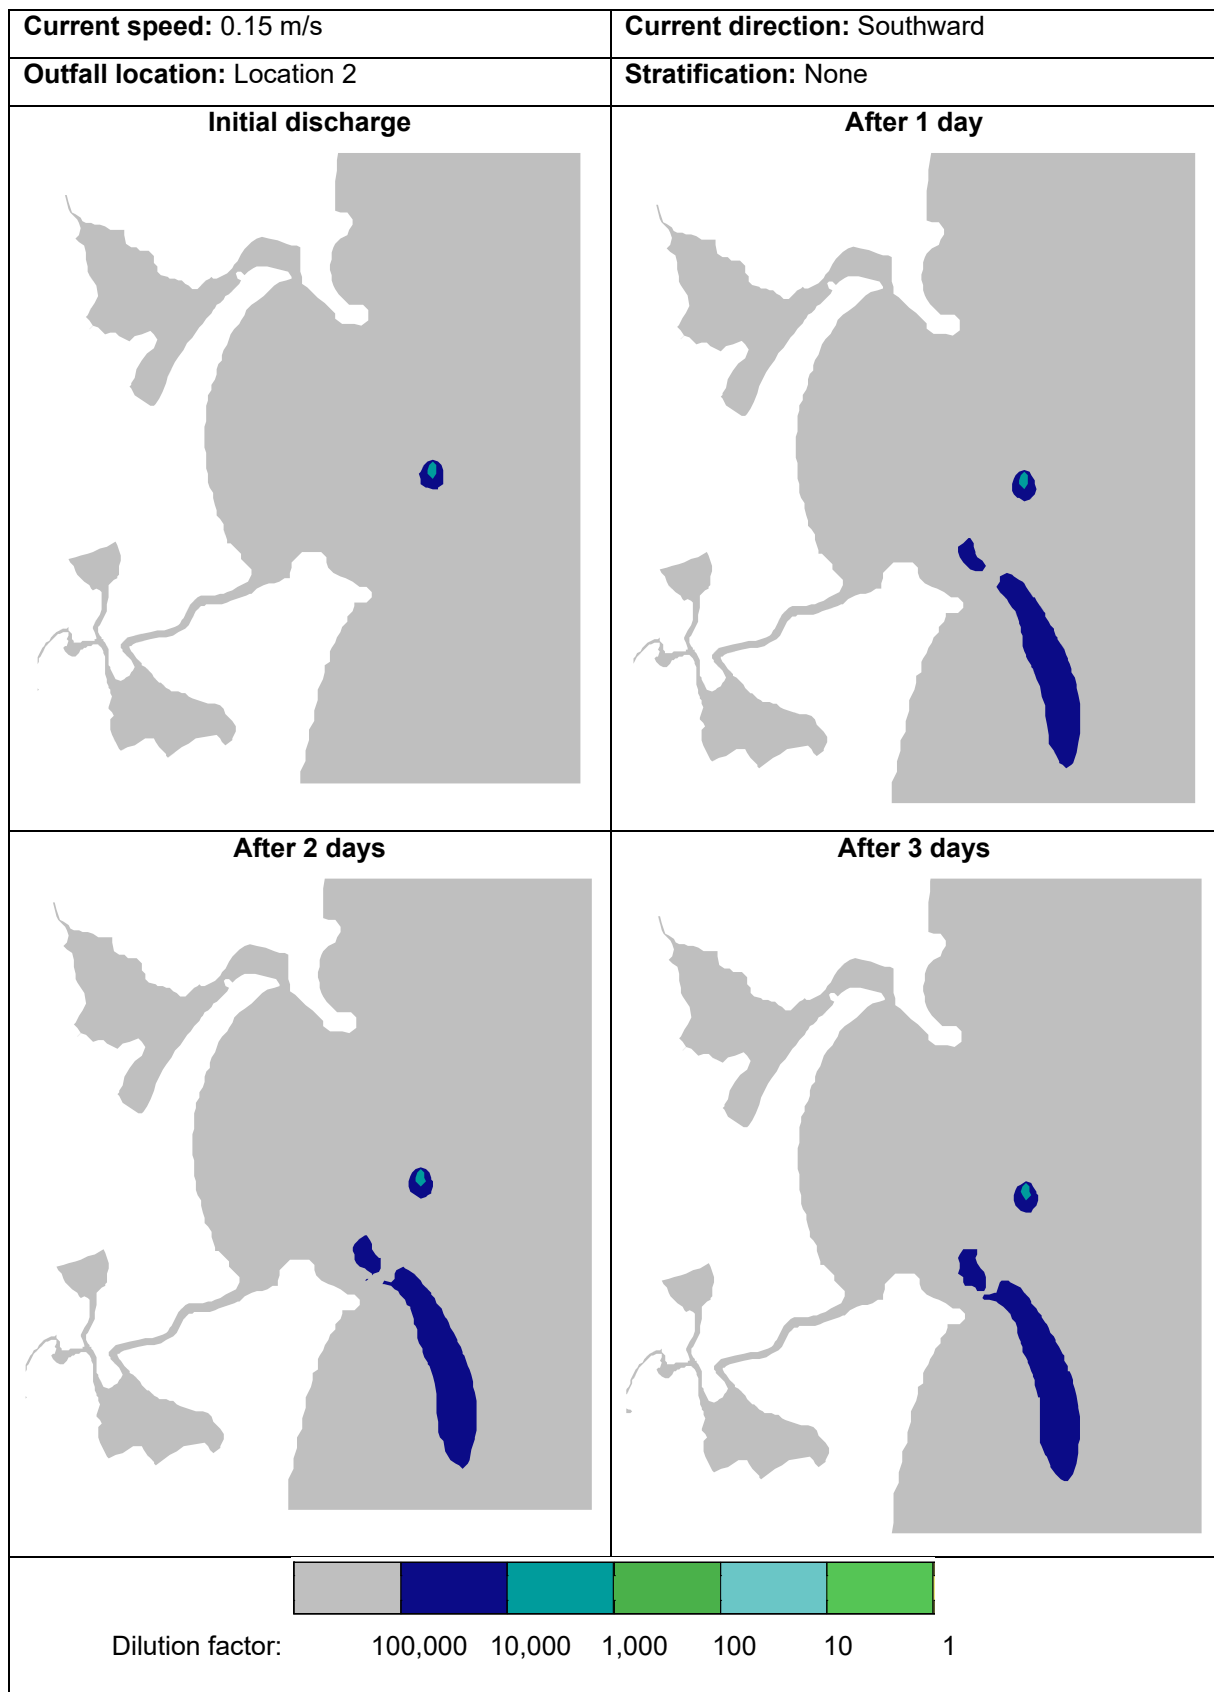 Current speed: 0.15 m/s
Current direction: Southward
Outfall location: Location 2
Stratification: None
Initial discharge
After 1 day
After 2 days
After 3 days
Dilution factor: 100,000 10,000 1,000 100 10 1